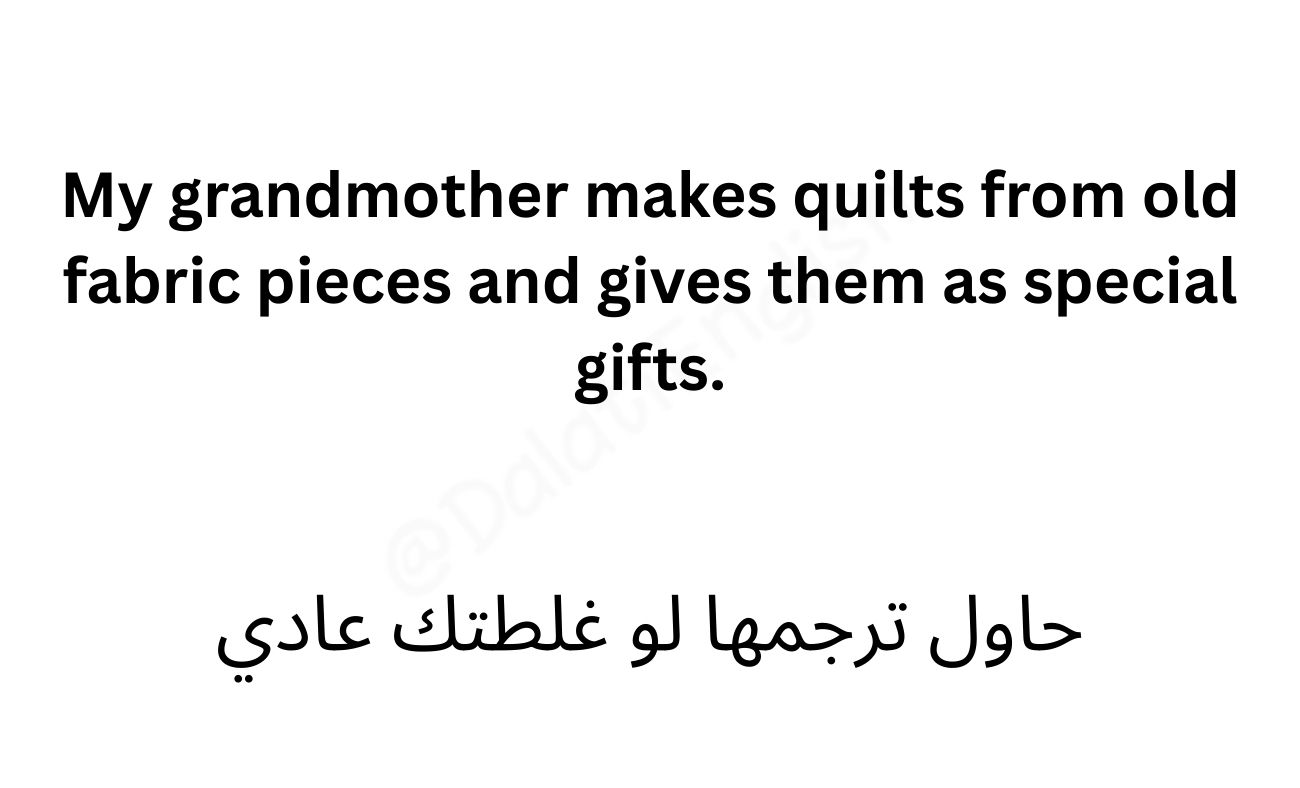 My grandmother makes quilts from old
fabric pieces and gives them as special
gifts.
حاول ترجمها لو غلطتك عادي